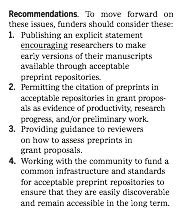 Recommendations. To move forward on
these issues, funders should consider these:
1. Publishing an explicit statement
encouraging researchers to make
early versions of their manuscripts
available through acceptable
preprint repositories.
2. Permitting the citation of preprints in
acceptable repositories in grant propos-
als as evidence of productivity, research
progress, and/or preliminary work.
3. Providing guidance to reviewers
on how to assess preprints in
grant proposals.
4. Working with the community to fund a
common infrastructure and standards
for acceptable preprint repositories to
ensure that they are easily discoverable
and remain accessible in the long term.